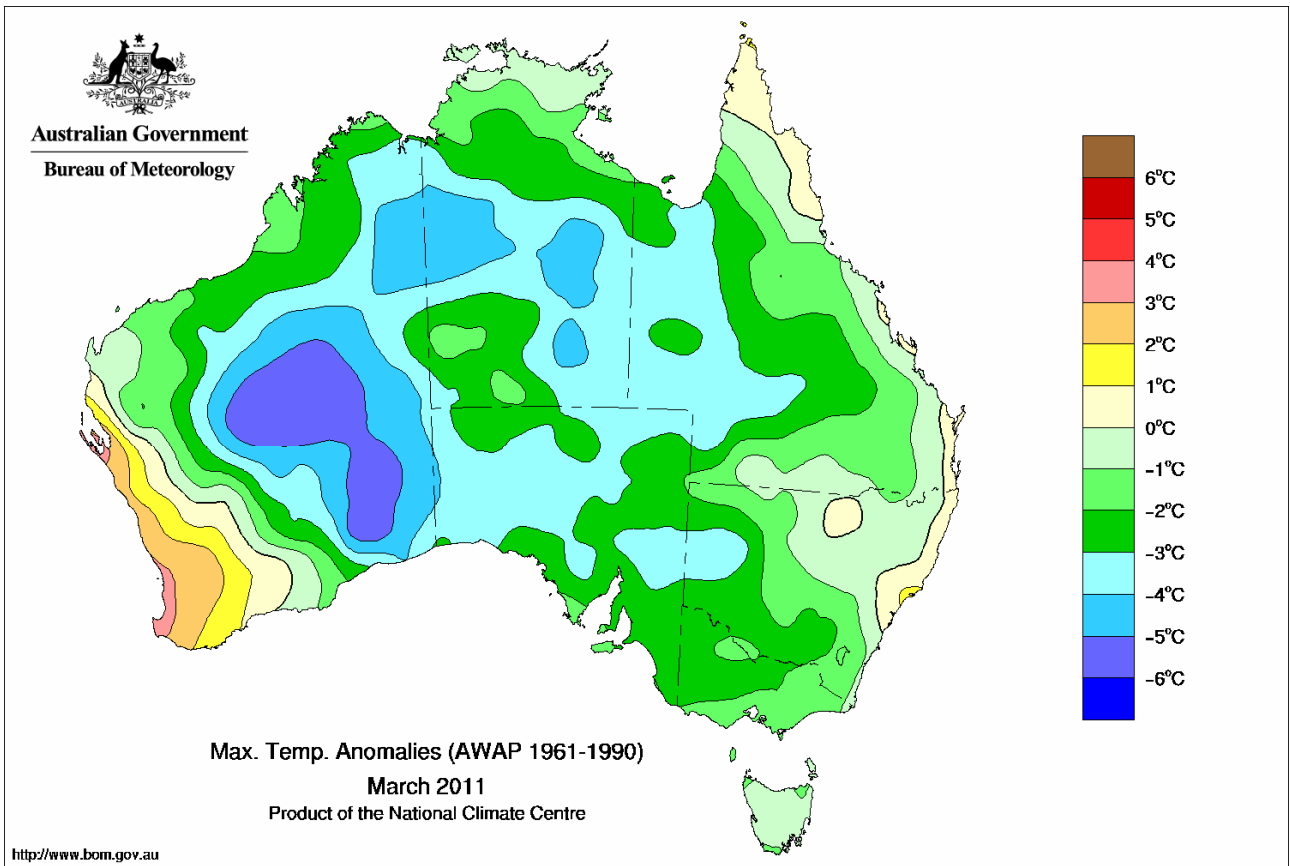 AUSTRALIA
Australian Government
Bureau of Meteorology
6°C
5°C
4°C
3°C
2°C
1°C
0°C
-1°C
-2°C
-3°C
-4°C
-5°C
-6°C
Max. Temp. Anomalies (AWAP 1961-1990)
March 2011
Product of the National Climate Centre
http://www.bom.gov.au